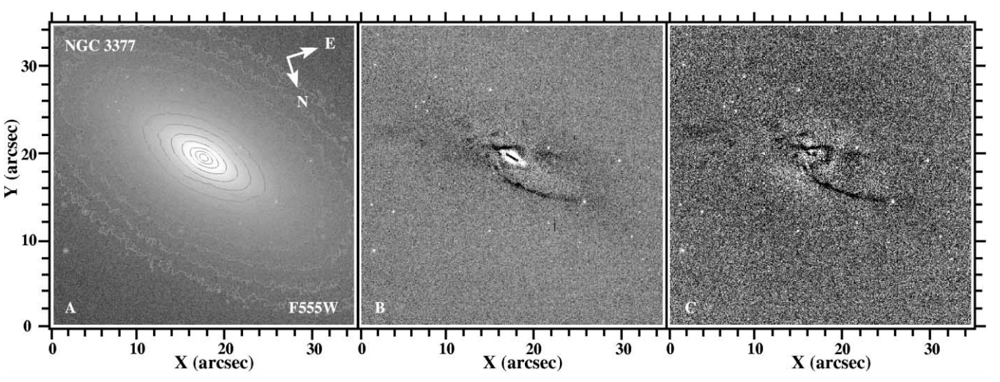 NGC 3377
E
N
A
F555W
B
C
Y (arcsec)
30
20
10
0
0 10 20 30
0 10 20 30
0 10 20 30
X (arcsec)
X (arcsec)
X (arcsec)